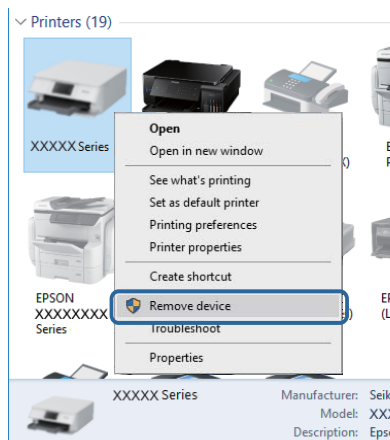 Printers (19)
XXXXX Series
Open
Open in new window
See what's printing
Set as default printer
Printing preferences
Printer properties
Create shortcut
Remove device
Troubleshoot
Properties
EPSON
XXXXXXXX
Series
XXXXX Series
Manufacturer:
Model:
Description: